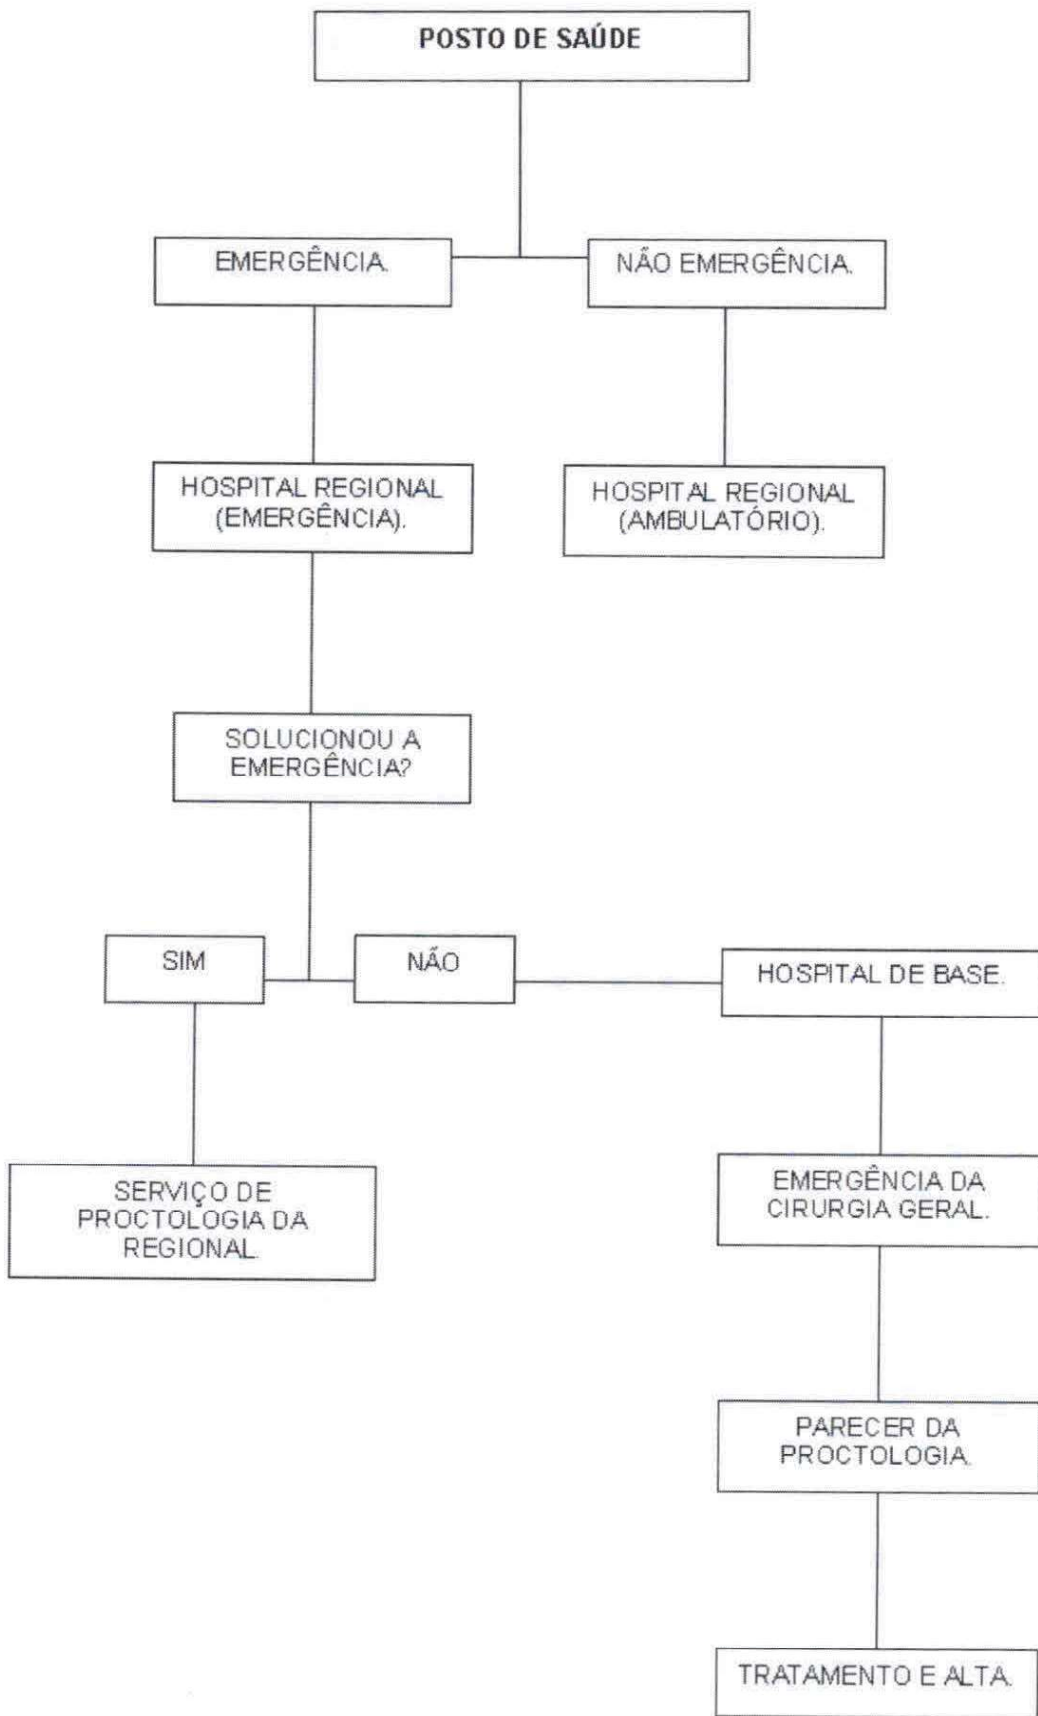 POSTO DE SAÚDE
EMERGÊNCIA.
NÃO EMERGÊNCIA.
HOSPITAL REGIONAL
(EMERGÊNCIA).
HOSPITAL REGIONAL
(AMBULATÓRIO).
SOLUCIONOU A
EMERGÊNCIA?
SIM
NÃO
HOSPITAL DE BASE.
SERVIÇO DE
PROCTOLOGIA DA
REGIONAL.
EMERGÊNCIA DA
CIRURGIA GERAL.
PARECER DA
PROCTOLOGIA.
TRATAMENTO E ALTA.